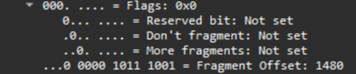 000. .... = Flags: 0x0
0... .... = Reserved bit: Not set
.0.. .... = Don't fragment: Not set
..0. .... = More fragments: Not set
...0 0000 1011 1001 = Fragment Offset: 1480